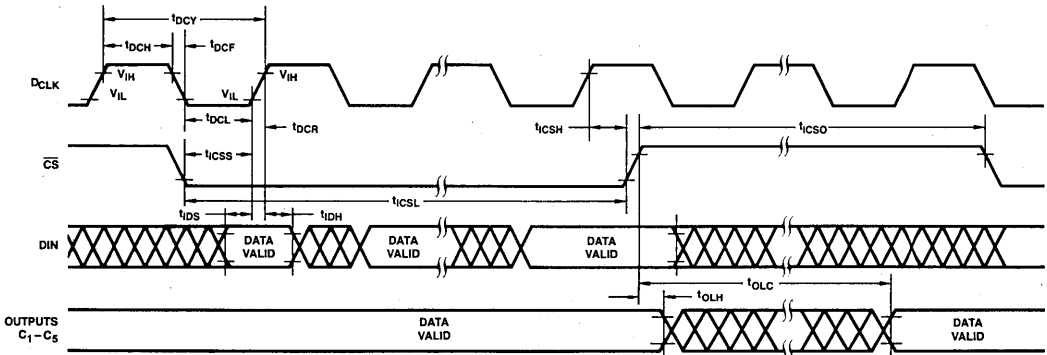 tDCY
tDCH
tDCF
DCLK
VIH
VIL
VIL
VIH
tDCL
tDCR
tICSH
tICSO
CS
tICSS
tICSL
tIDS
tIDH
DIN
DATA VALID
DATA VALID
DATA VALID
tOLC
tOLH
OUTPUTS
C1–C5
DATA VALID
DATA VALID